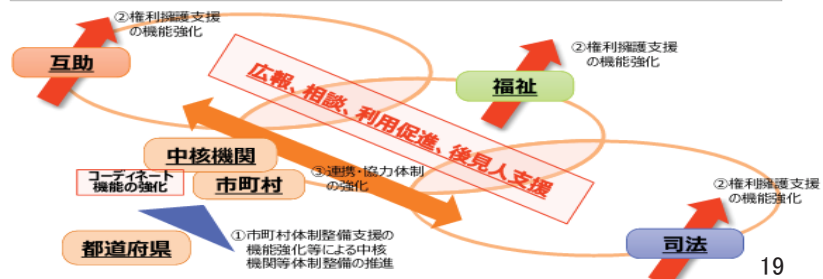 ②権利擁護支援
の機能強化
互助
②権利擁護支援
の機能強化
福祉
広報、相談、利用促進、後見人支援
中核機関
コーディネート
機能の強化
市町村
③連携・協力体制
の強化
②権利擁護支援
の機能強化
都道府県
①市町村体制整備支援の
機能強化等による中核
機関等体制整備の推進
司法
19